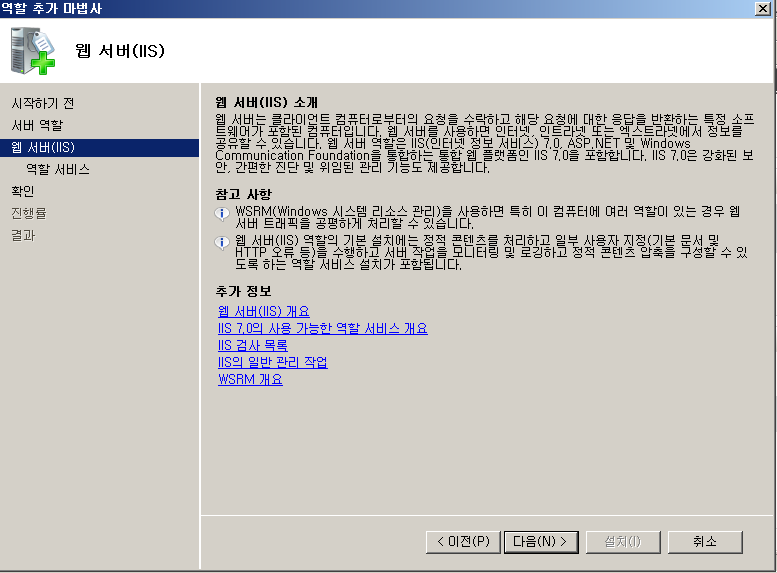 역할 추가 마법사
웹 서버(IIS)
시작하기 전
서버 역할
웹 서버(IIS)
역할 서비스
확인
진행률
결과
웹 서버(IIS) 소개
웹 서버는 클라이언트 컴퓨터로부터의 요청을 수락하고 해당 요청에 대한 응답을 반환하는 특정 소프
트웨어가 포함된 컴퓨터입니다. 웹 서버를 사용하면 인터넷, 인트라넷 또는 엑스트라넷에서 정보를
공유할 수 있습니다. 웹 서버 역할은 IIS(인터넷 정보 서비스) 7.0, ASP.NET 및 Windows
Communication Foundation을 통합하는 통합 웹 플랫폼인 IIS 7.0을 포함합니다. IIS 7.0은 강화된 보
안, 간편한 진단 및 위임된 관리 기능도 제공합니다.
참고 사항
WSRM(Windows 시스템 리소스 관리)을 사용하면 특히 이 컴퓨터에 여러 역할이 있는 경우 웹
서버 트래픽을 공평하게 처리할 수 있습니다.
웹 서버(IIS) 역할의 기본 설치에는 정적 콘텐츠를 처리하고 일부 사용자 지정(기본 문서 및
HTTP 오류 등)을 수행하고 서버 작업을 모니터링 및 로깅하고 정적 콘텐츠 압축을 구성할 수 있
도록 하는 역할 서비스 설치가 포함됩니다.
추가 정보
웹 서버(IIS) 개요
IIS 7.0의 사용 가능한 역할 서비스 개요
IIS 검사 목록
IIS의 일반 관리 작업
WSRM 개요
< 이전(P)
다음(N) >
설치(I)
취소